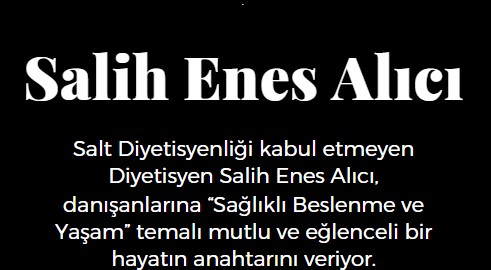 Salih Enes Alıcı
Salt Diyetisyenliği kabul etmeyen
Diyetisyen Salih Enes Alıcı,
danışanlarına “Sağlıklı Beslenme ve
Yaşam” temalı mutlu ve eğlenceli bir
hayatın anahtarını veriyor.